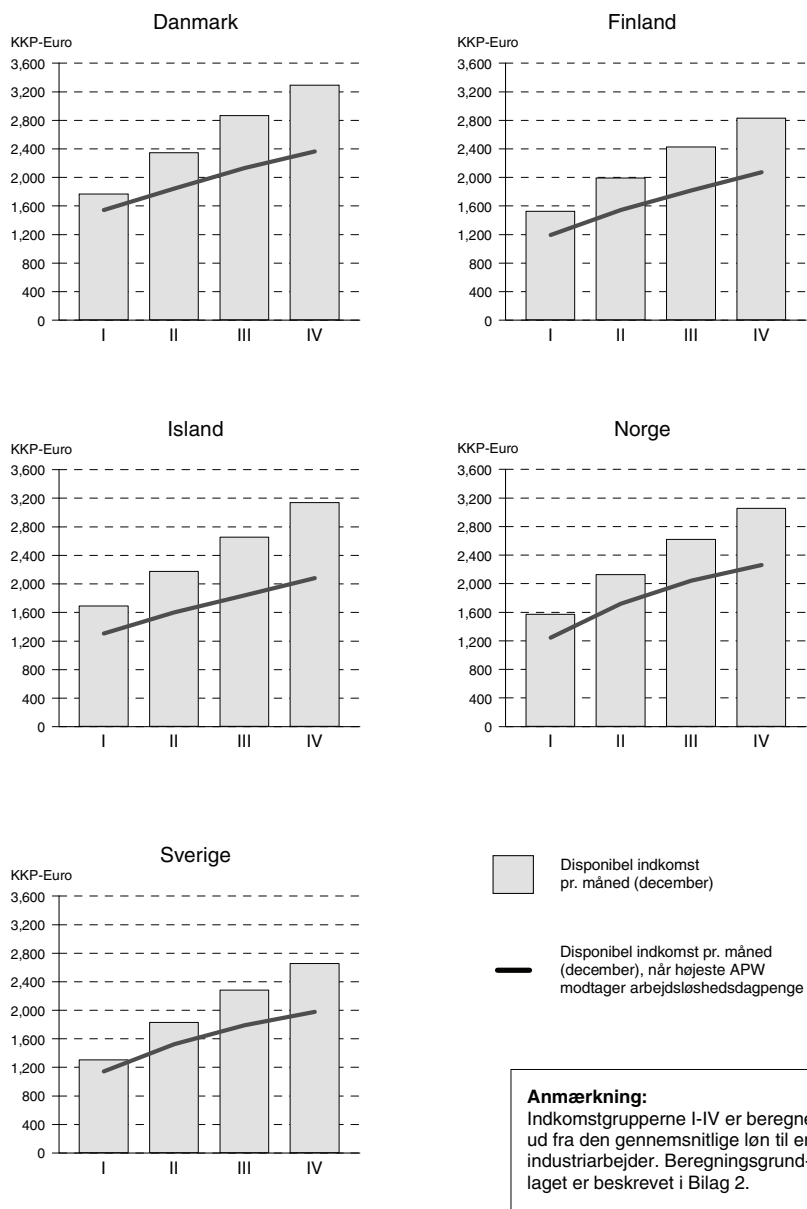 Danmark
KKP-Euro
3,600
3,200
2,800
2,400
2,000
1,600
1,200
800
400
0
I II III IV
Finland
KKP-Euro
3,600
3,200
2,800
2,400
2,000
1,600
1,200
800
400
0
I II III IV
Island
KKP-Euro
3,600
3,200
2,800
2,400
2,000
1,600
1,200
800
400
0
I II III IV
Norge
KKP-Euro
3,600
3,200
2,800
2,400
2,000
1,600
1,200
800
400
0
I II III IV
Sverige
KKP-Euro
3,600
3,200
2,800
2,400
2,000
1,600
1,200
800
400
0
I II III IV
Disponibel indkomst
pr. måned (december)
Disponibel indkomst pr. måned
(december), når højeste APW
modtager arbejdsløshedsdagpenge
Anmærkning:
Indkomstgrupperne I-IV er
ud fra den gennemsnitlige løn til
industriarbejder. Beregningsgrund-
laget er beskrevet i Bilag 2.